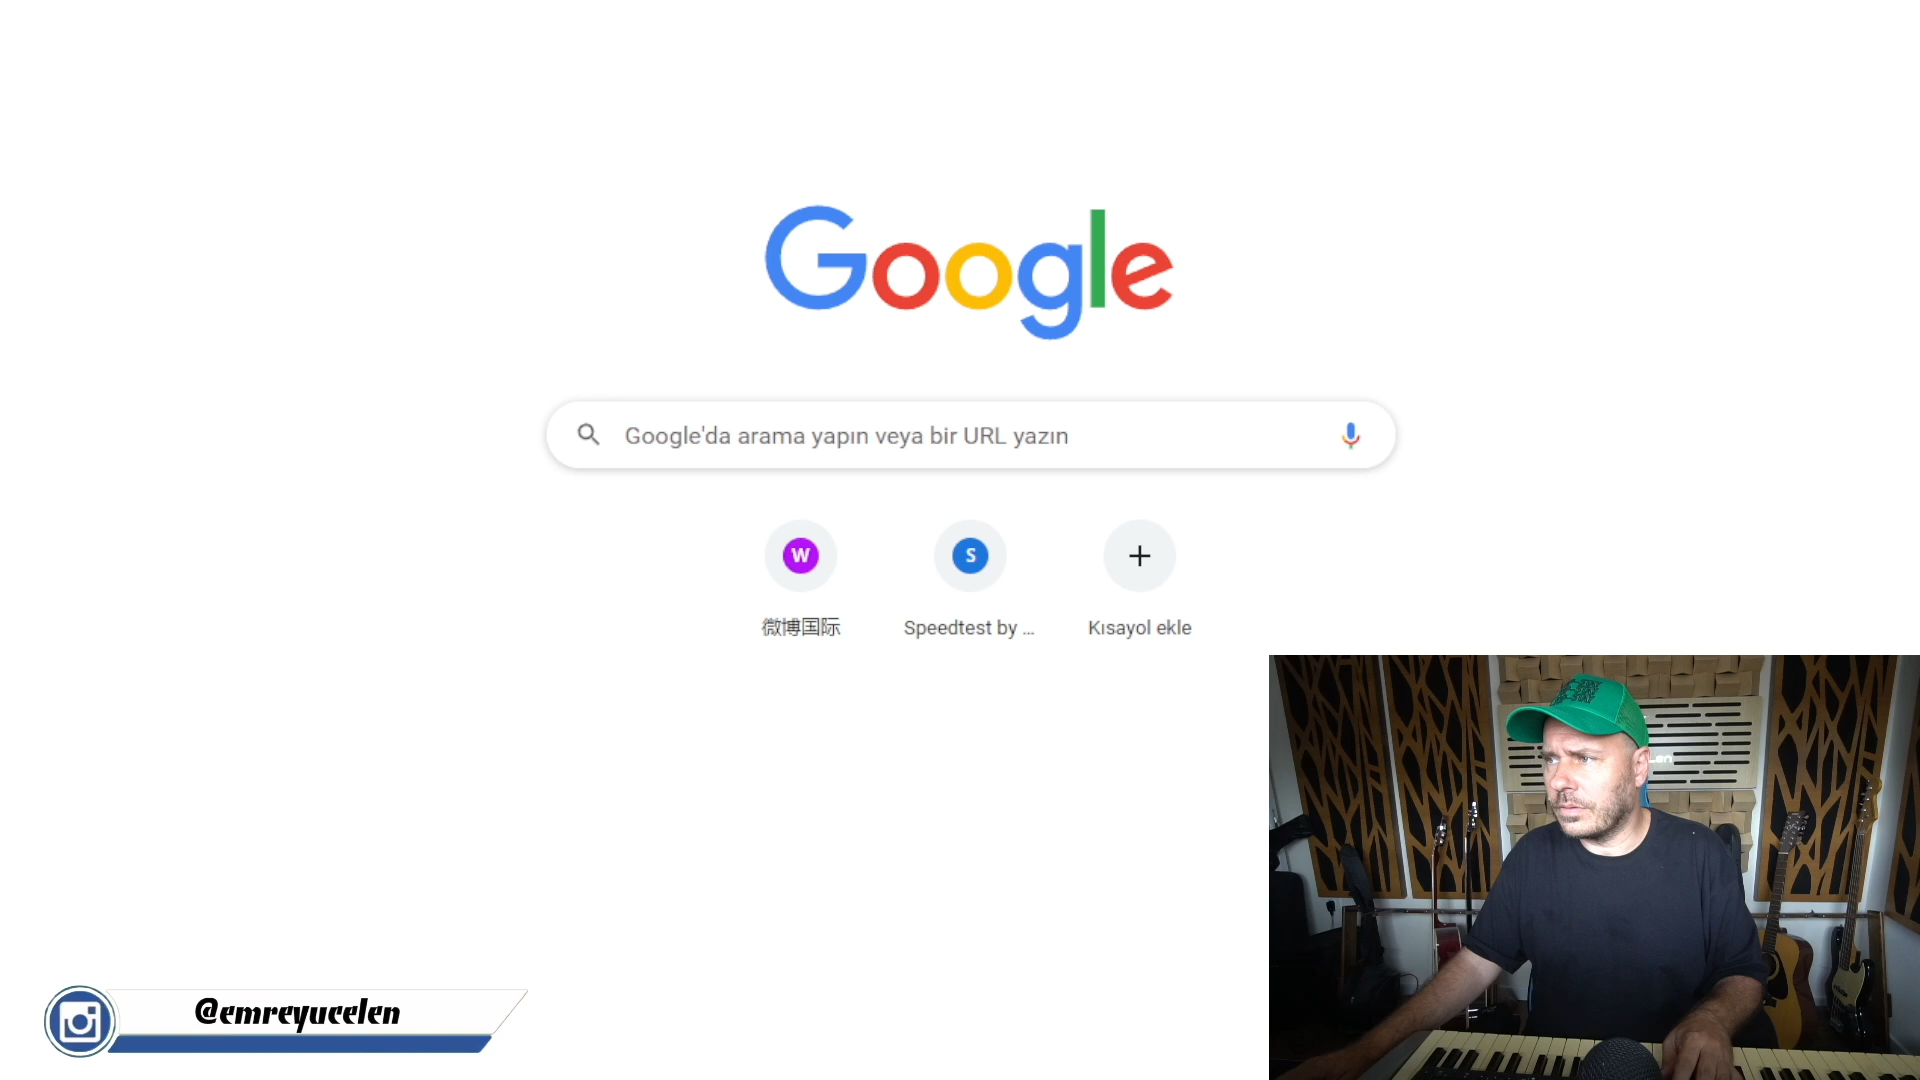 Google
Google'da arama yapın veya bir URL yazın
W
S
微博国际
Speedtest by ...
Kısayol ekle
@emreyucelen